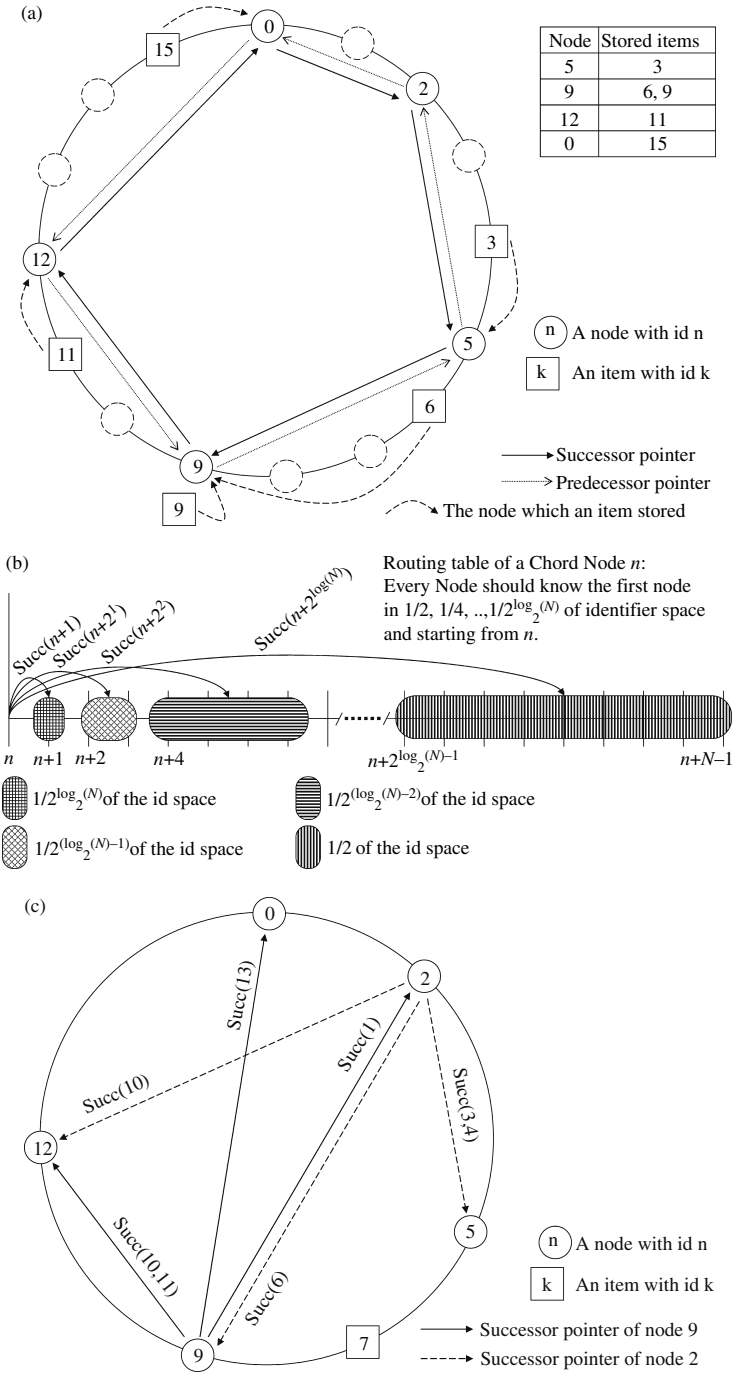 (a)
0
15
2
3
12
5
11
6
9
9
Node Stored items
5 3
9 6, 9
12 11
0 15
n A node with id n
k An item with id k
Successor pointer
Predecessor pointer
The node which an item stored
(b)
Routing table of a Chord Node n:
Every Node should know the first node
in 1/2, 1/4, ..,1/2^log_2(N) of identifier space
and starting from n.
Succ(n+1)
Succ(n+2^1)
Succ(n+2^2)
Succ(n+2^log(N))
n n+1 n+2 n+4 n+2^log_2(N)−1 n+N−1
1/2^log_2(N) of the id space
1/2^(log_2(N)−2) of the id space
1/2^(log_2(N)−1) of the id space
1/2 of the id space
(c)
0
2
Succ(13)
Succ(1)
Succ(10)
Succ(3,4)
12
5
Succ(10,11)
Succ(6)
7
9
n A node with id n
k An item with id k
Successor pointer of node 9
Successor pointer of node 2